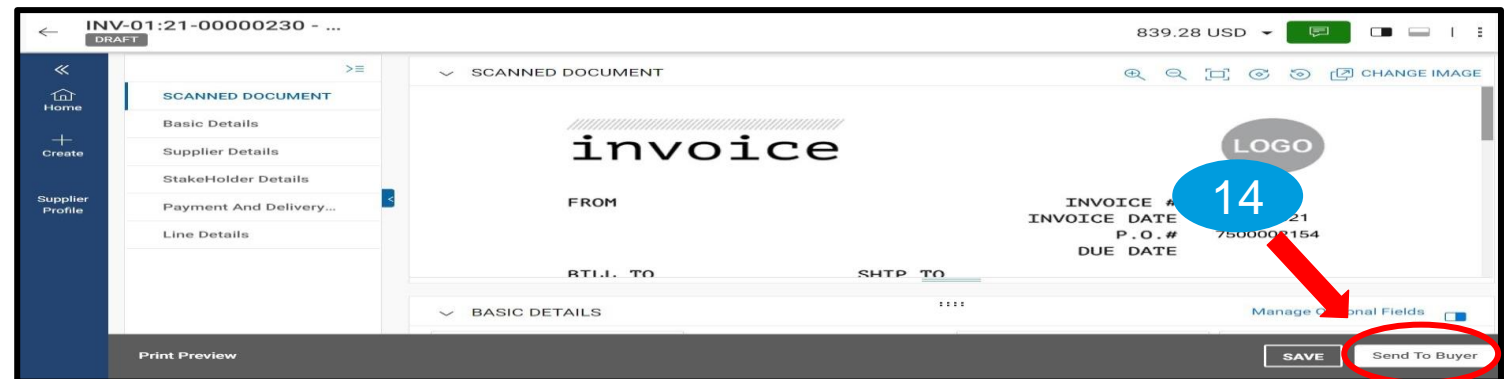 INV-01:21-00000230 - ...
DRAFT
839.28 USD
Home
Create
Supplier
Profile
SCANNED DOCUMENT
Basic Details
Supplier Details
StakeHolder Details
Payment And Delivery...
Line Details
SCANNED DOCUMENT
CHANGE IMAGE
invoice
LOGO
FROM
INVOICE #
INVOICE DATE 21
P.O.#
DUE DATE
BILL TO SHIP TO
14
BASIC DETAILS
Manage Fields
Print Preview
SAVE
Send To Buyer